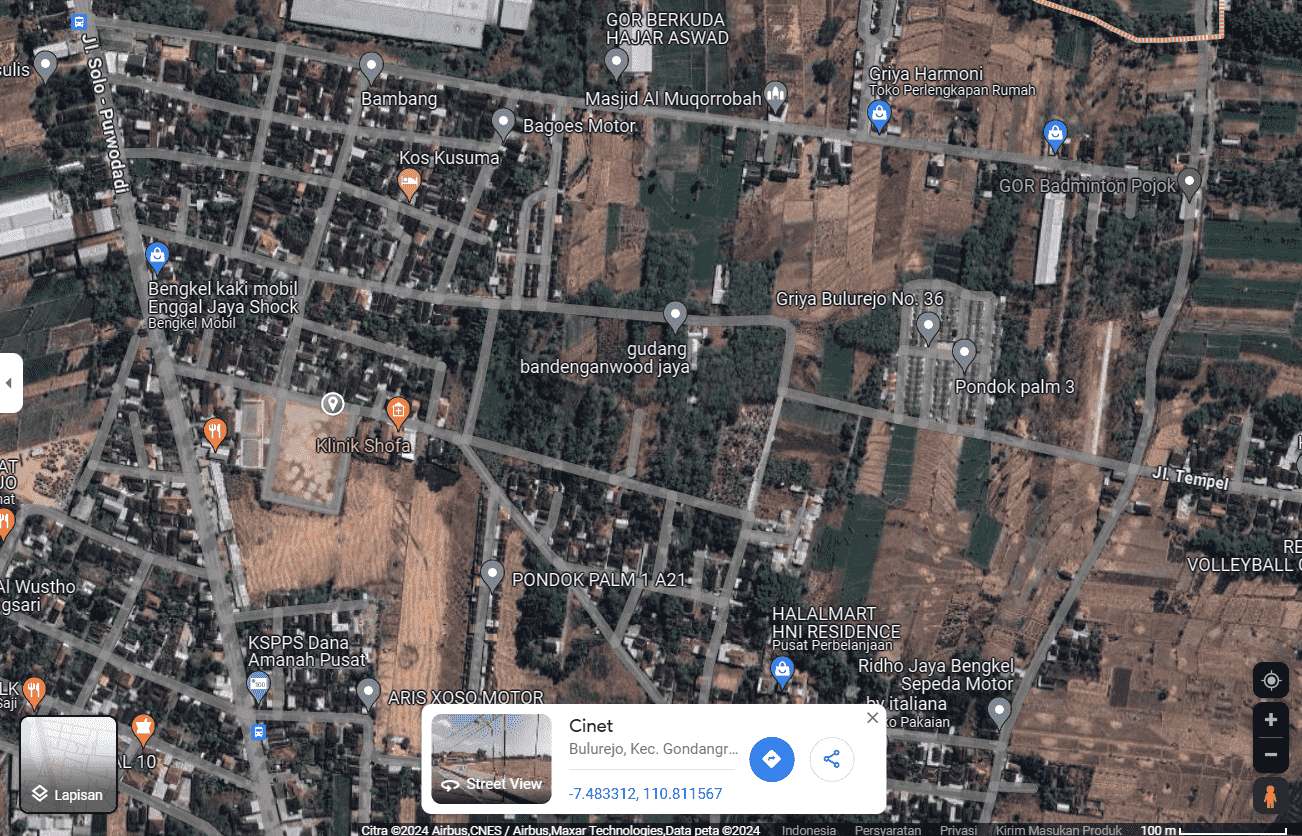 GOR BERKUDA
HAJAR ASWAD
Jl. Solo - Purwodadi
sulis
Bambang
Griya Harmoni
Toko Perlengkapan Rumah
Masjid Al Muqorrobah
Bagoes Motor
Kos Kusuma
GOR Badminton Pojok
Bengkel kaki mobil
Enggal Jaya Shock
Bengkel Mobil
Griya Bulurejo No. 36
gudang
bandenganwood jaya
Pondok palm 3
Klinik Shofa
AT
JO
nat
Jl. Tempel
RE
VOLLEYBALL C
Al Wustho
gsari
PONDOK PALM 1 A21
HALALMART
HNI RESIDENCE
Pusat Perbelanjaan
KSPPS Dana
Amanah Pusat
Ridho Jaya Bengkel
Sepeda Motor
LK
saji
ARIS XOSO MOTOR
by italiana
ko Pakaian
AL 10
Lapisan
Street View
Cinet
Bulurejo, Kec. Gondangr...
-7.483312, 110.811567
Citra ©2024 Airbus,CNES / Airbus,Maxar Technologies,Data peta ©2024 Indonesia Persyaratan Privasi Kirim Masukan Produk 100 m